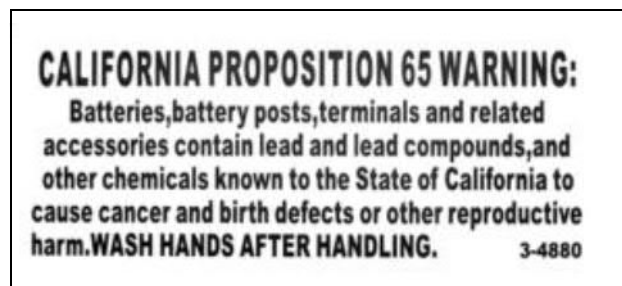 CALIFORNIA PROPOSITION 65 WARNING:
Batteries,battery posts,terminals and related
accessories contain lead and lead compounds,and
other chemicals known to the State of California to
cause cancer and birth defects or other reproductive
harm.WASH HANDS AFTER HANDLING. 3-4880